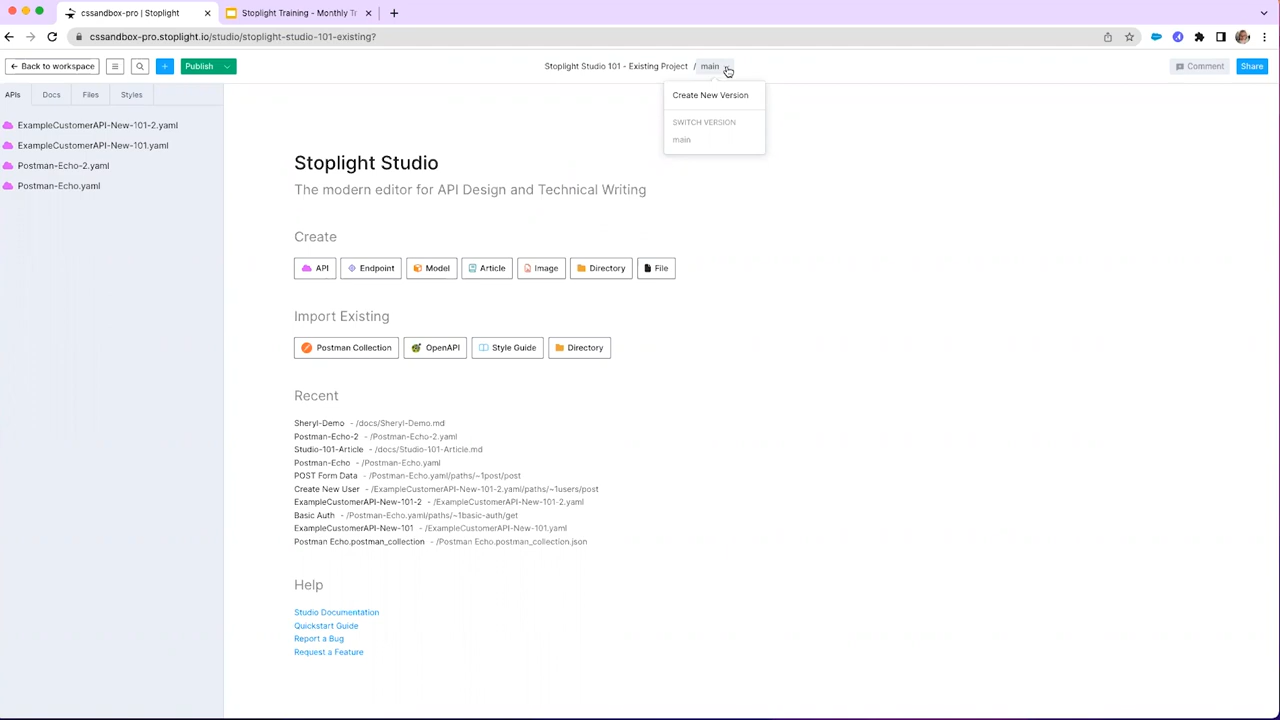 cssandbox-pro | Stoplight
Stoplight Training - Monthly Tr
cssandbox-pro.stoplight.io/studio/stoplight-studio-101-existing?
Back to workspace
Publish
Stoplight Studio 101 - Existing Project / main
Comment
Share
APIs Docs Files Styles
Create New Version
SWITCH VERSION
main
ExampleCustomerAPI-New-101-2.yaml
ExampleCustomerAPI-New-101.yaml
Postman-Echo-2.yaml
Postman-Echo.yaml
Stoplight Studio
The modern editor for API Design and Technical Writing
Create
API Endpoint Model Article Image Directory File
Import Existing
Postman Collection OpenAPI Style Guide Directory
Recent
Sheryl-Demo - /docs/Sheryl-Demo.md
Postman-Echo-2 - /Postman-Echo-2.yaml
Studio-101-Article - /docs/Studio-101-Article.md
Postman-Echo - /Postman-Echo.yaml
POST Form Data - /Postman-Echo.yaml/paths/~1post/post
Create New User - /ExampleCustomerAPI-New-101-2.yaml/paths/~1users/post
ExampleCustomerAPI-New-101-2 - /ExampleCustomerAPI-New-101-2.yaml
Basic Auth - /Postman-Echo.yaml/paths/~1basic-auth/get
ExampleCustomerAPI-New-101 - /ExampleCustomerAPI-New-101.yaml
Postman Echo.postman_collection - /Postman Echo.postman_collection.json
Help
Studio Documentation
Quickstart Guide
Report a Bug
Request a Feature